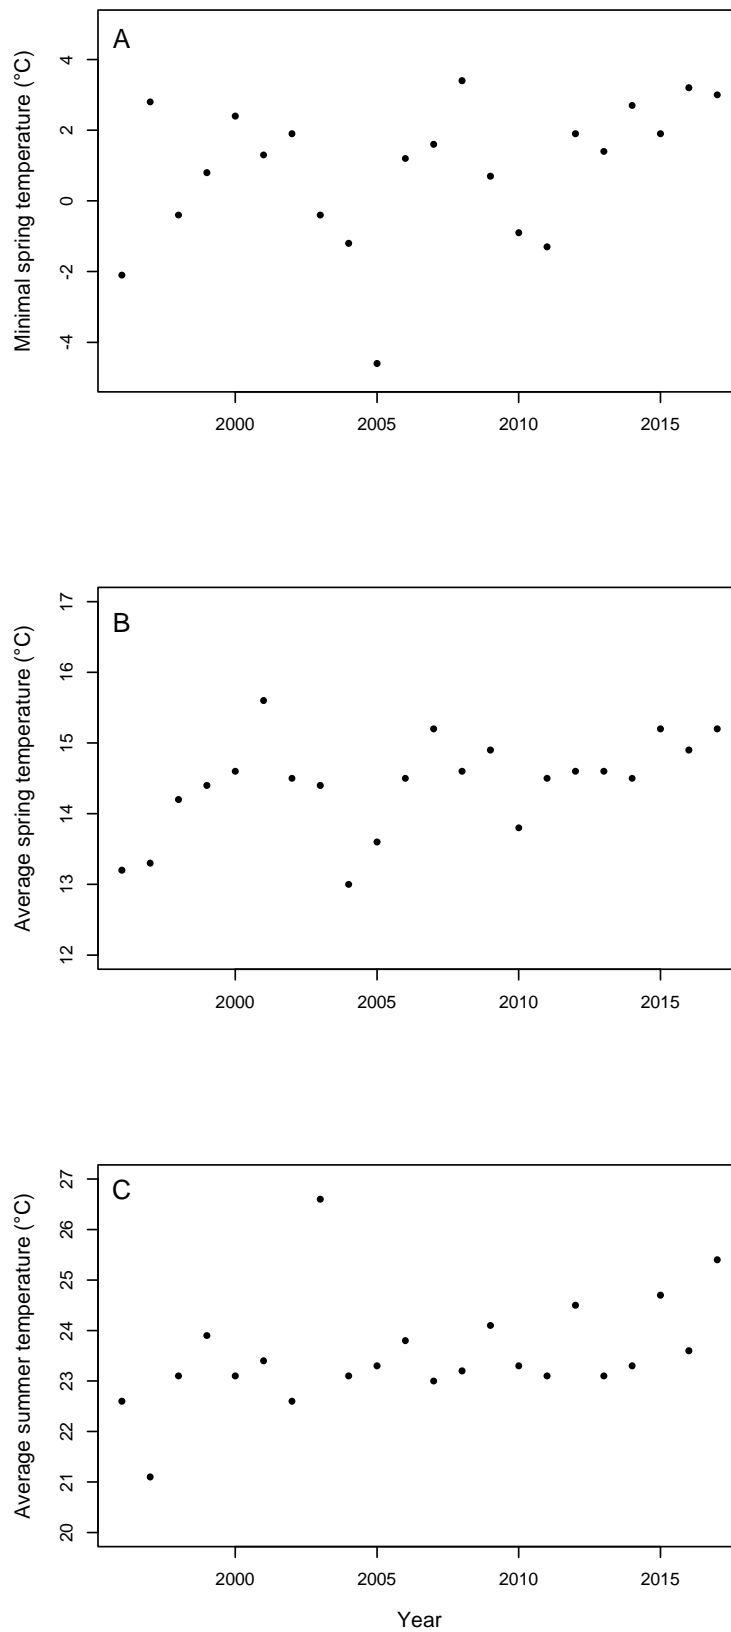 A
Minimal spring temperature (°C)
4
2
0
-2
-4
2000 2005 2010 2015
B
Average spring temperature (°C)
17
16
15
14
13
12
2000 2005 2010 2015
C
Average summer temperature (°C)
27
26
25
24
23
22
21
20
2000 2005 2010 2015
Year